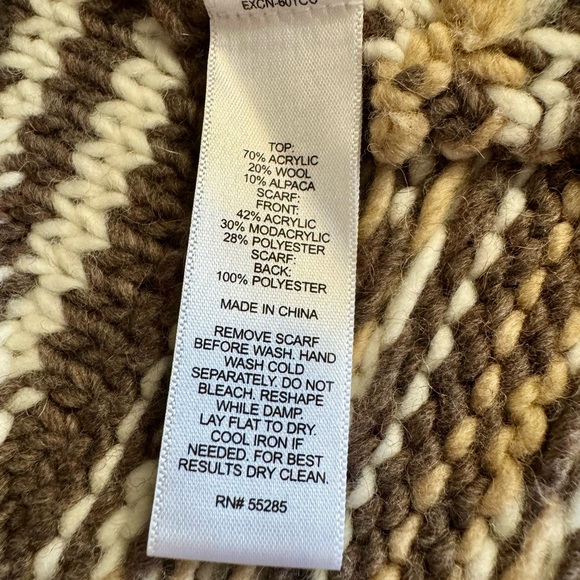 TOP:
70% ACRYLIC
20% WOOL
10% ALPACA
SCARF:
FRONT:
42% ACRYLIC
30% MODACRYLIC
28% POLYESTER
SCARF:
BACK:
100% POLYESTER
MADE IN CHINA
REMOVE SCARF
BEFORE WASH. HAND
WASH COLD
SEPARATELY. DO NOT
BLEACH. RESHAPE
WHILE DAMP.
LAY FLAT TO DRY.
COOL IRON IF
NEEDED. FOR BEST
RESULTS DRY CLEAN.
RN# 55285